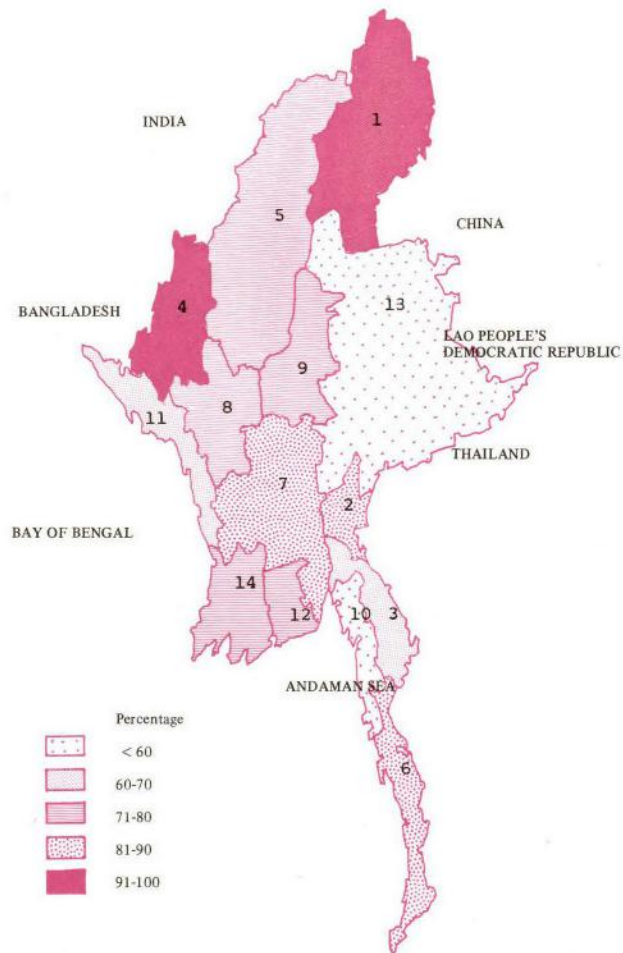 1
INDIA
5
CHINA
4
13
BANGLADESH
LAO PEOPLE'S
DEMOCRATIC REPUBLIC
9
8
11
THAILAND
7
2
BAY OF BENGAL
14
12
10
3
ANDAMAN SEA
Percentage
< 60
6
60-70
71-80
81-90
91-100